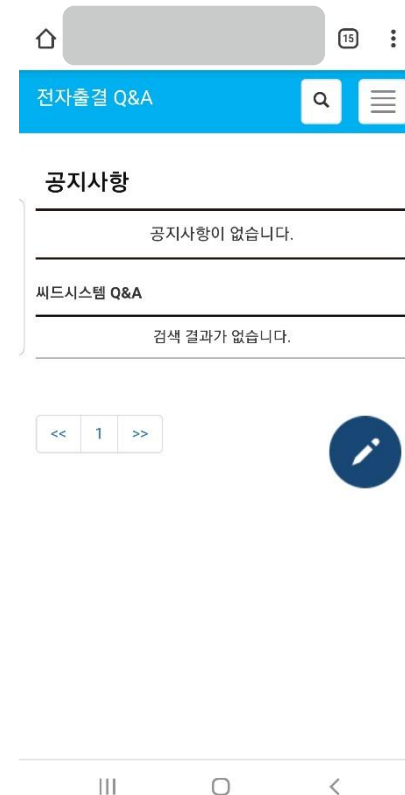 15
전자출결 Q&A
공지사항
공지사항이 없습니다.
씨드시스템 Q&A
검색 결과가 없습니다.
<< 1 >>